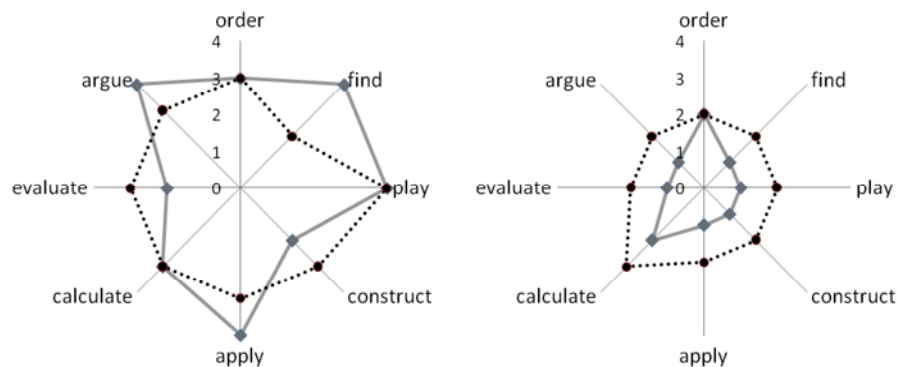 order
4
argue
3
find
2
1
evaluate
0
play
calculate
construct
apply
order
4
argue
3
find
2
1
evaluate
0
play
calculate
construct
apply